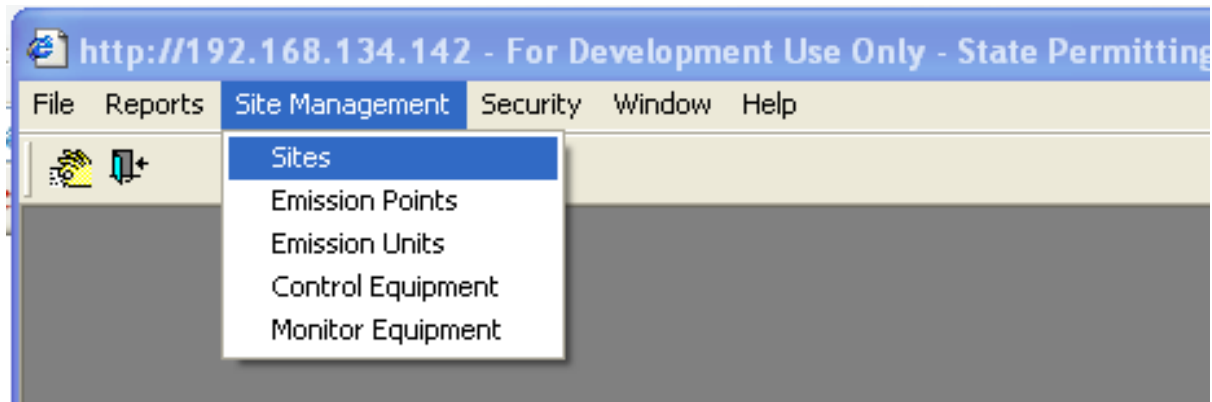 http://192.168.134.142 - For Development Use Only - State Permitting
File Reports Site Management Security Window Help
Sites
Emission Points
Emission Units
Control Equipment
Monitor Equipment